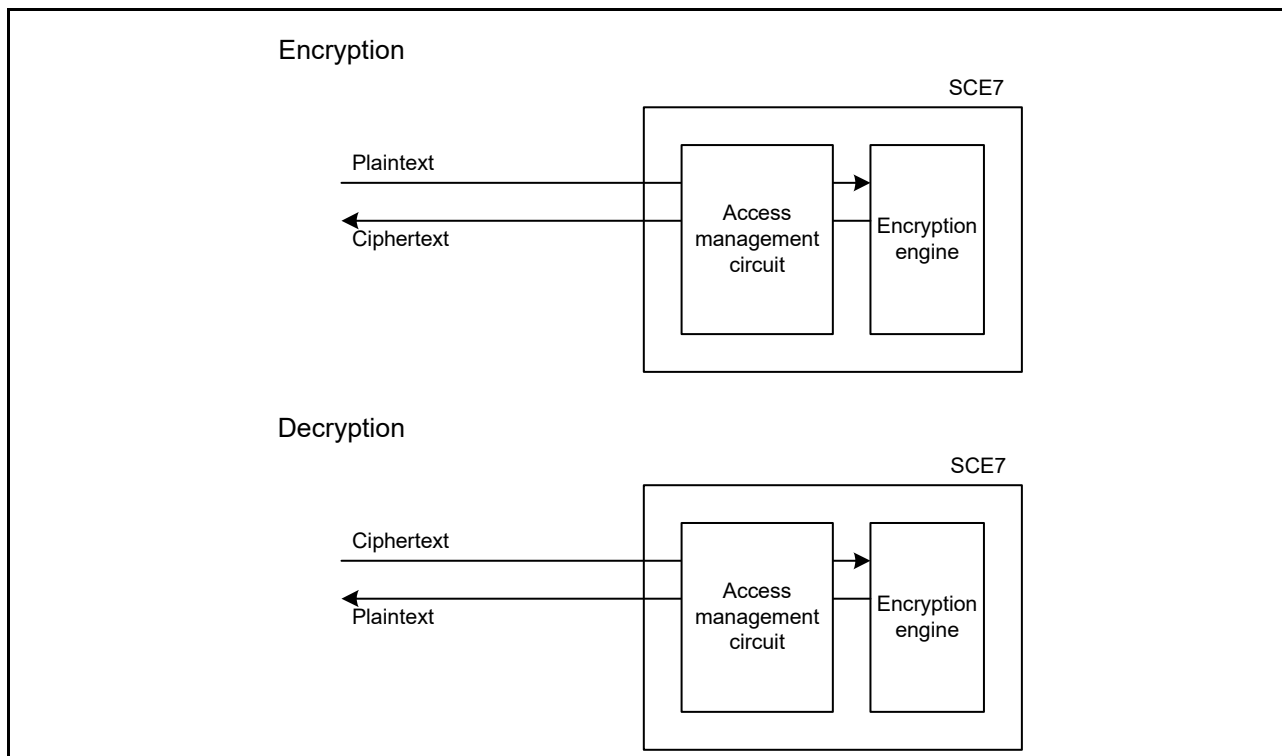 Encryption
SCE7
Plaintext
Ciphertext
Access
management
circuit
Encryption
engine
Decryption
SCE7
Ciphertext
Plaintext
Access
management
circuit
Encryption
engine